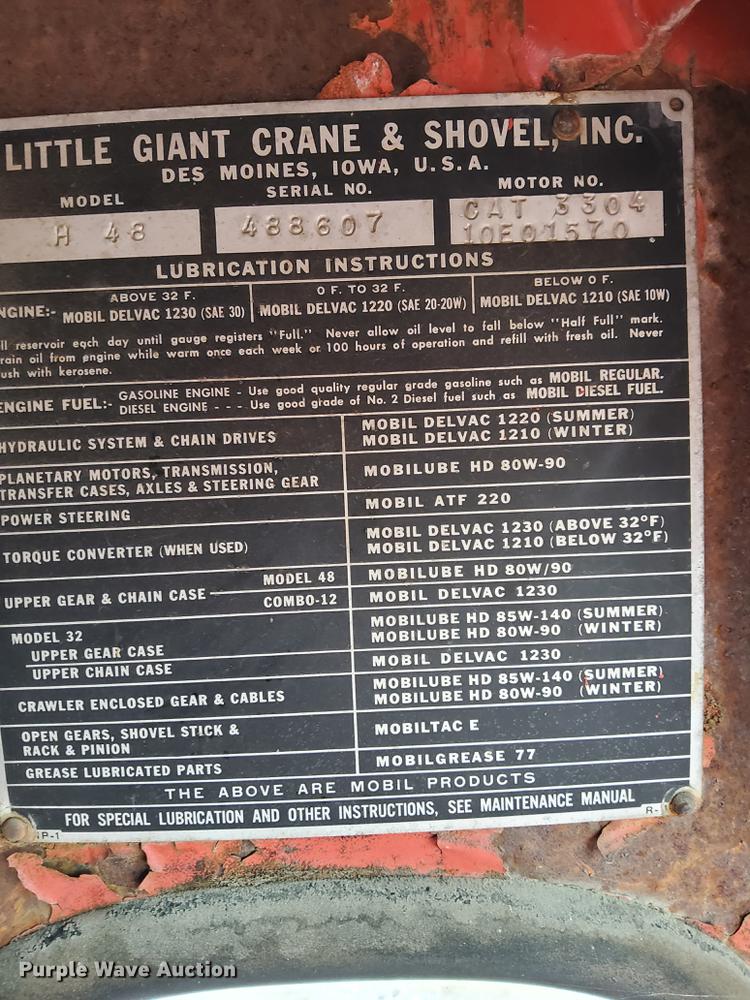 LITTLE GIANT CRANE & SHOVEL, INC.
DES MOINES, IOWA, U.S.A.
MODEL SERIAL NO. MOTOR NO.
H 48 488607 CAT 3304
10E01570
LUBRICATION INSTRUCTIONS
ABOVE 32 F. 0 F. TO 32 F. BELOW 0 F.
NGINE:- MOBIL DELVAC 1230 (SAE 30) MOBIL DELVAC 1220 (SAE 20-20W) MOBIL DELVAC 1210 (SAE 10W)
ll reservoir each day until gauge registers "Full." Never allow oil level to fall below "Half Full" mark.
rain oil from engine while warm once each week or 100 hours of operation and refill with fresh oil. Never
ush with kerosene.
ENGINE FUEL:- GASOLINE ENGINE - Use good quality regular grade gasoline such as MOBIL REGULAR.
DIESEL ENGINE - - - Use good grade of No. 2 Diesel fuel such as MOBIL DIESEL FUEL.
HYDRAULIC SYSTEM & CHAIN DRIVES MOBIL DELVAC 1220 (SUMMER)
MOBIL DELVAC 1210 (WINTER)
PLANETARY MOTORS, TRANSMISSION,
TRANSFER CASES, AXLES & STEERING GEAR MOBILUBE HD 80W-90
POWER STEERING MOBIL ATF 220
TORQUE CONVERTER (WHEN USED) MOBIL DELVAC 1230 (ABOVE 32°F)
MOBIL DELVAC 1210 (BELOW 32°F)
UPPER GEAR & CHAIN CASE MODEL 48 MOBILUBE HD 80W/90
COMBO-12 MOBIL DELVAC 1230
MODEL 32
UPPER GEAR CASE MOBILUBE HD 85W-140 (SUMMER)
MOBILUBE HD 80W-90 (WINTER)
UPPER CHAIN CASE MOBIL DELVAC 1230
CRAWLER ENCLOSED GEAR & CABLES MOBILUBE HD 85W-140 (SUMMER)
MOBILUBE HD 80W-90 (WINTER)
OPEN GEARS, SHOVEL STICK &
RACK & PINION MOBILTAC E
GREASE LUBRICATED PARTS MOBILGREASE 77
THE ABOVE ARE MOBIL PRODUCTS
FOR SPECIAL LUBRICATION AND OTHER INSTRUCTIONS, SEE MAINTENANCE MANUAL
P-1 R-
Purple Wave Auction